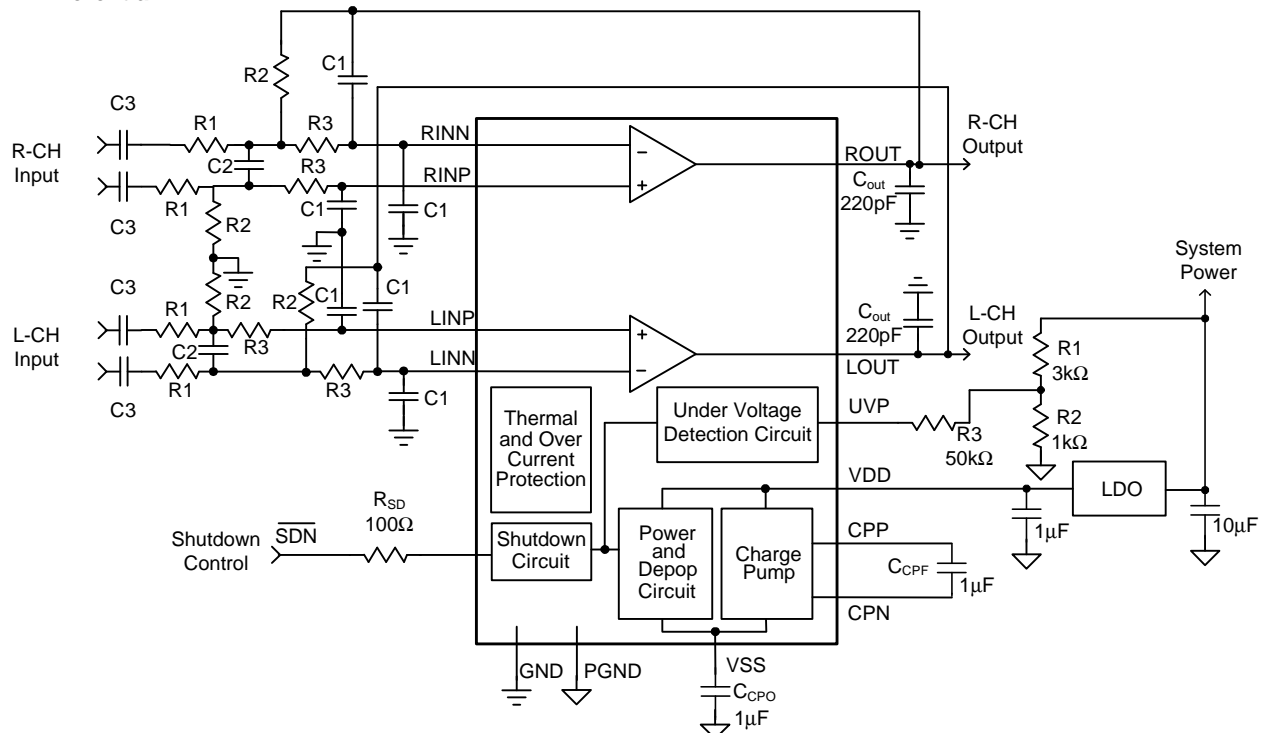 C1
R2
C3
R1
R3
RINN
R-CH
Input
C2
R3
RINP
ROUT
R-CH
Output
C3
R1
C1
C1
Cout
220pF
R2
System
Power
C3
R1
R2
R2
C1
C1
Cout
220pF
L-CH
Input
C2
R3
LINP
LINN
L-CH
Output
LOUT
C3
R1
R3
C1
R1
3kΩ
Thermal
and Over
Current
Protection
Under Voltage
Detection Circuit
UVP
R3
50kΩ
R2
1kΩ
VDD
LDO
1µF
10µF
RSD
100Ω
Shutdown
Control
SDN
Shutdown
Circuit
Power
and
Depop
Circuit
Charge
Pump
CPP
CCPF
1µF
CPN
GND
PGND
VSS
CCPO
1µF